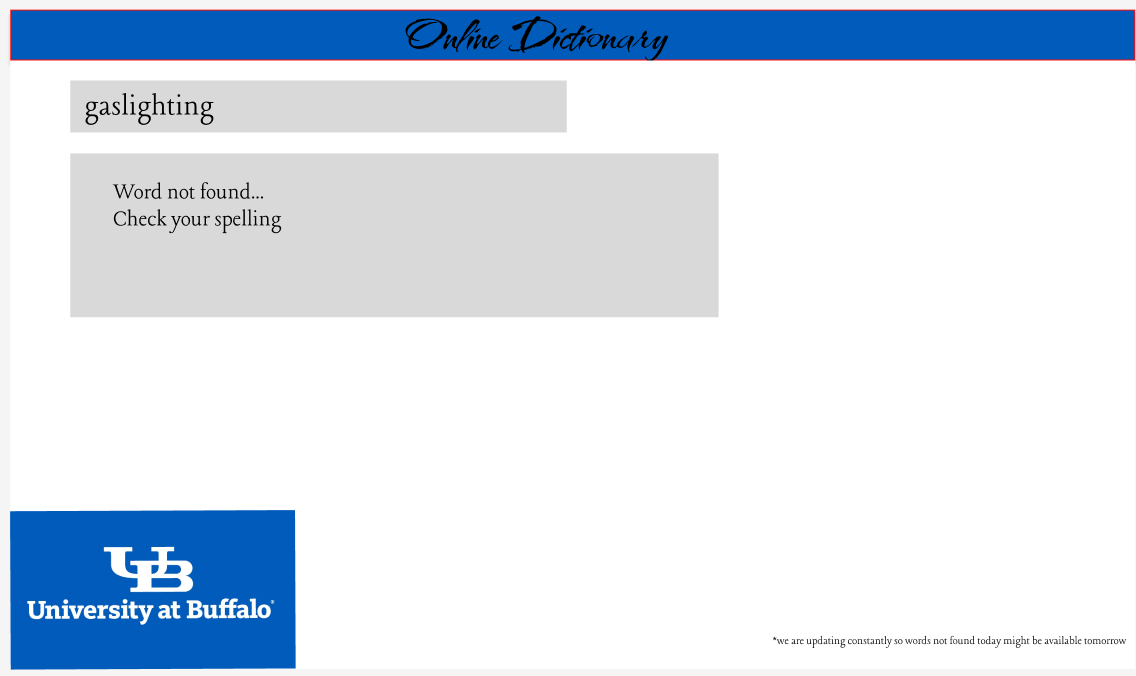 Online Dictionary
gaslighting
Word not found...
Check your spelling
UB
University at Buffalo®
*we are updating constantly so words not found today might be available tomorrow